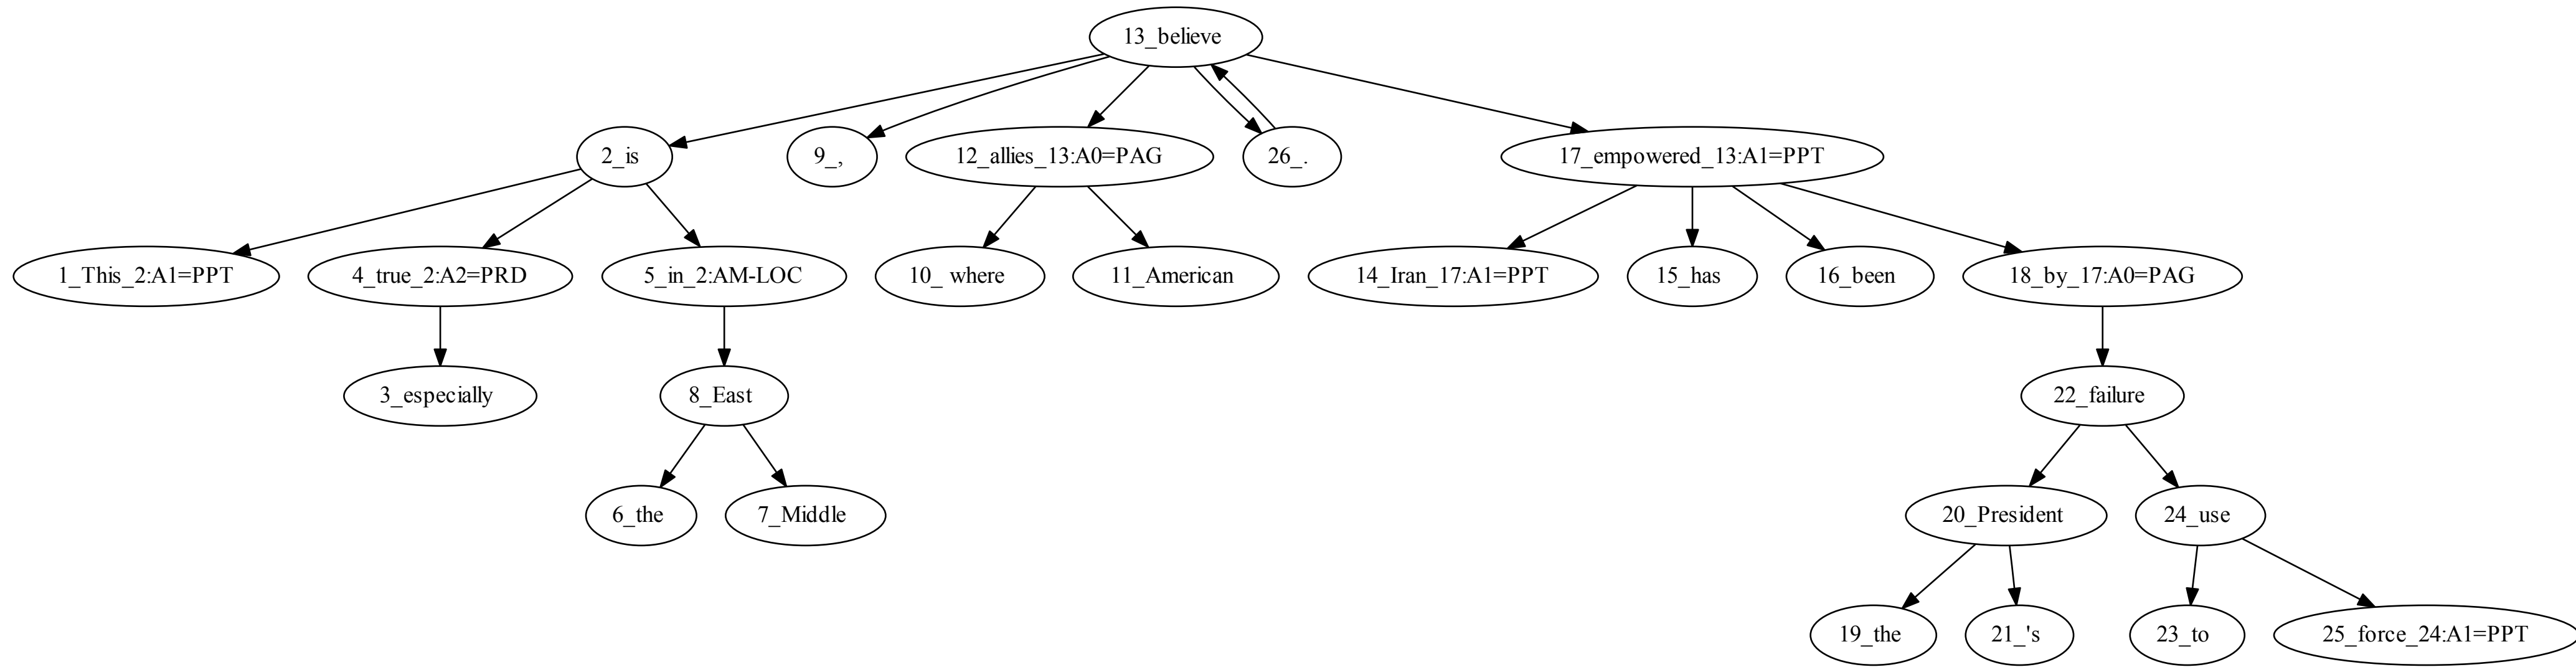 13_believe
2_is
9_,
12_allies_13:A0=PAG
26_.
17_empowered_13:A1=PPT
1_This_2:A1=PPT
4_true_2:A2=PRD
5_in_2:AM-LOC
10_ where
11_American
14_Iran_17:A1=PPT
15_has
16_been
18_by_17:A0=PAG
3_especially
8_East
22_failure
6_the
7_Middle
20_President
24_use
19_the
21_'s
23_to
25_force_24:A1=PPT